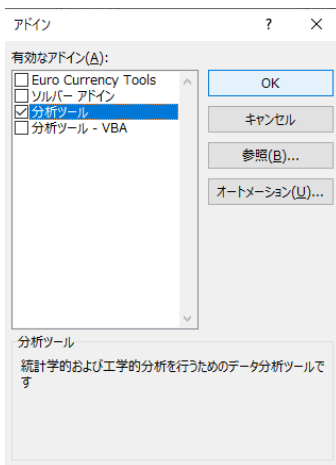 アドイン
有効なアドイン(A):
Euro Currency Tools
ソルバー アドイン
分析ツール
分析ツール - VBA
OK
キャンセル
参照(B)...
オートメーション(U)...
分析ツール
統計学的および工学的分析を行うためのデータ分析ツールで
す